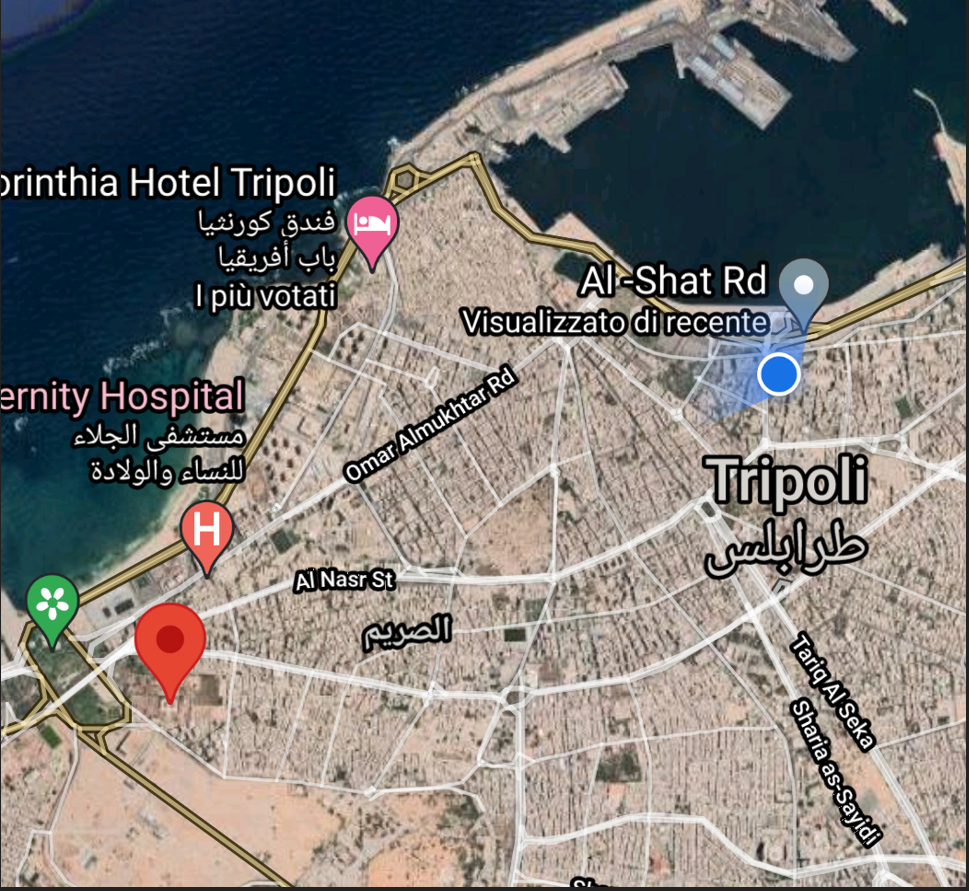 orinthia Hotel Tripoli
فندق كورنثيا
باب أفريقيا
I più votati
Al-Shat Rd
Visualizzato di recente
ernity Hospital
مستشفى الجلاء
للنساء والولادة
H
Omar Almukhtar Rd
Tripoli
طرابلس
Al Nasr St
الصريم
Tariq Al Seka
Sharia as-Sayidi